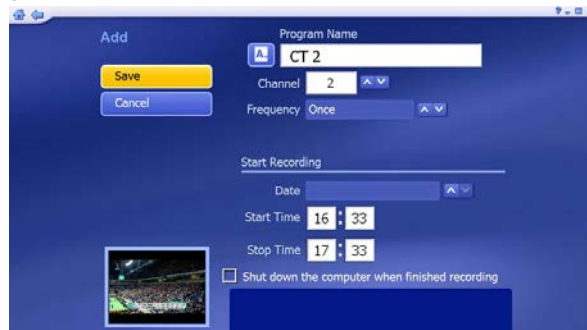 ? - □
Add
Program Name
A.
CT 2
Save
Channel 2
Cancel
Frequency Once
Start Recording
Date
Start Time 16 : 33
Stop Time 17 : 33
Shut down the computer when finished recording